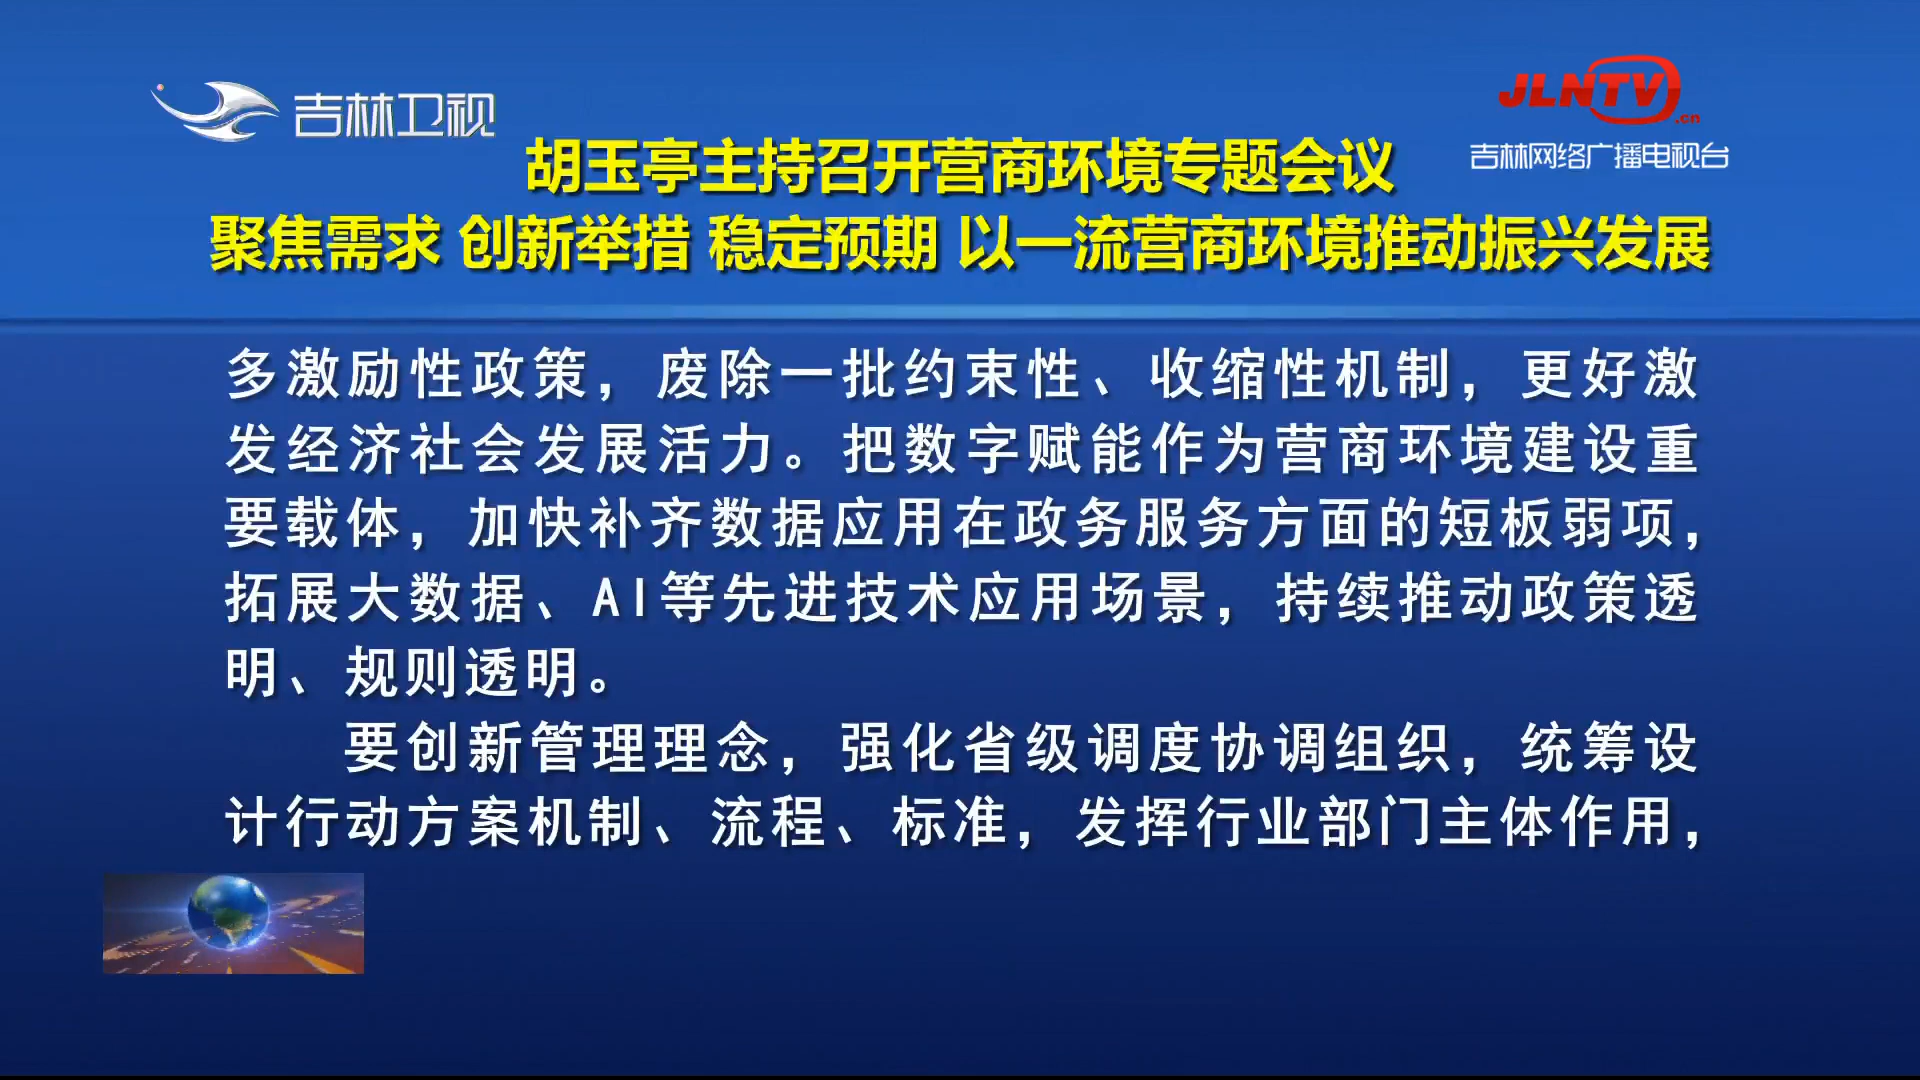 吉林卫视
JLNTV.cn
吉林网络广播电视台
胡玉亭主持召开营商环境专题会议
聚焦需求 创新举措 稳定预期 以一流营商环境推动振兴发展
多激励性政策，废除一批约束性、收缩性机制，更好激
发经济社会发展活力。把数字赋能作为营商环境建设重
要载体，加快补齐数据应用在政务服务方面的短板弱项，
拓展大数据、AI等先进技术应用场景，持续推动政策透
明、规则透明。
要创新管理理念，强化省级调度协调组织，统筹设
计行动方案机制、流程、标准，发挥行业部门主体作用，